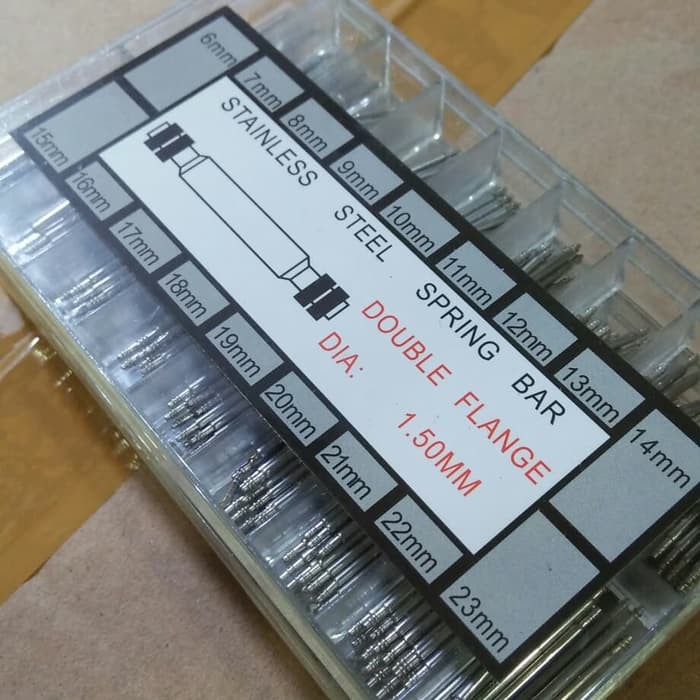 6mm
7mm
8mm
9mm
10mm
11mm
12mm
13mm
14mm
STAINLESS STEEL SPRING BAR
DOUBLE FLANGE
DIA: 1.50MM
15mm
16mm
17mm
18mm
19mm
20mm
21mm
22mm
23mm